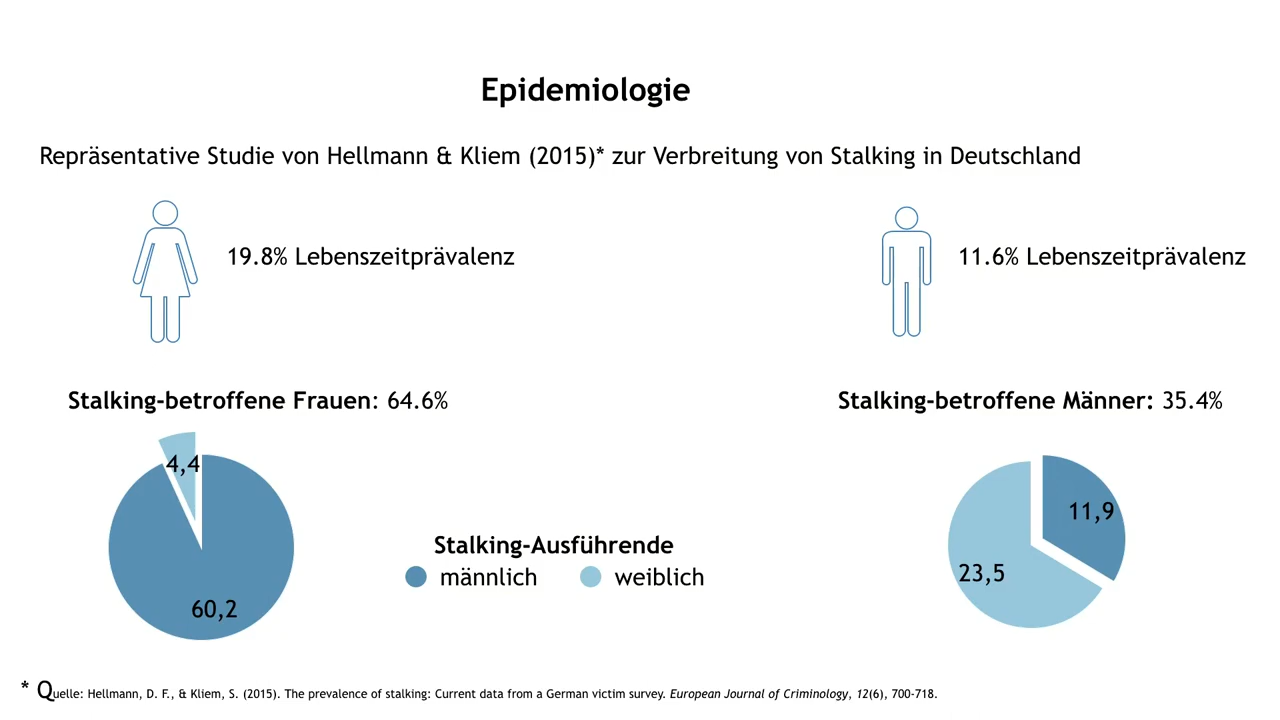 Epidemiologie
Repräsentative Studie von Hellmann & Kliem (2015)* zur Verbreitung von Stalking in Deutschland
19.8% Lebenszeitprävalenz
11.6% Lebenszeitprävalenz
Stalking-betroffene Frauen: 64.6%
Stalking-betroffene Männer: 35.4%
4,4
60,2
Stalking-Ausführende
männlich
weiblich
11,9
23,5
* Quelle: Hellmann, D. F., & Kliem, S. (2015). The prevalence of stalking: Current data from a German victim survey. European Journal of Criminology, 12(6), 700-718.